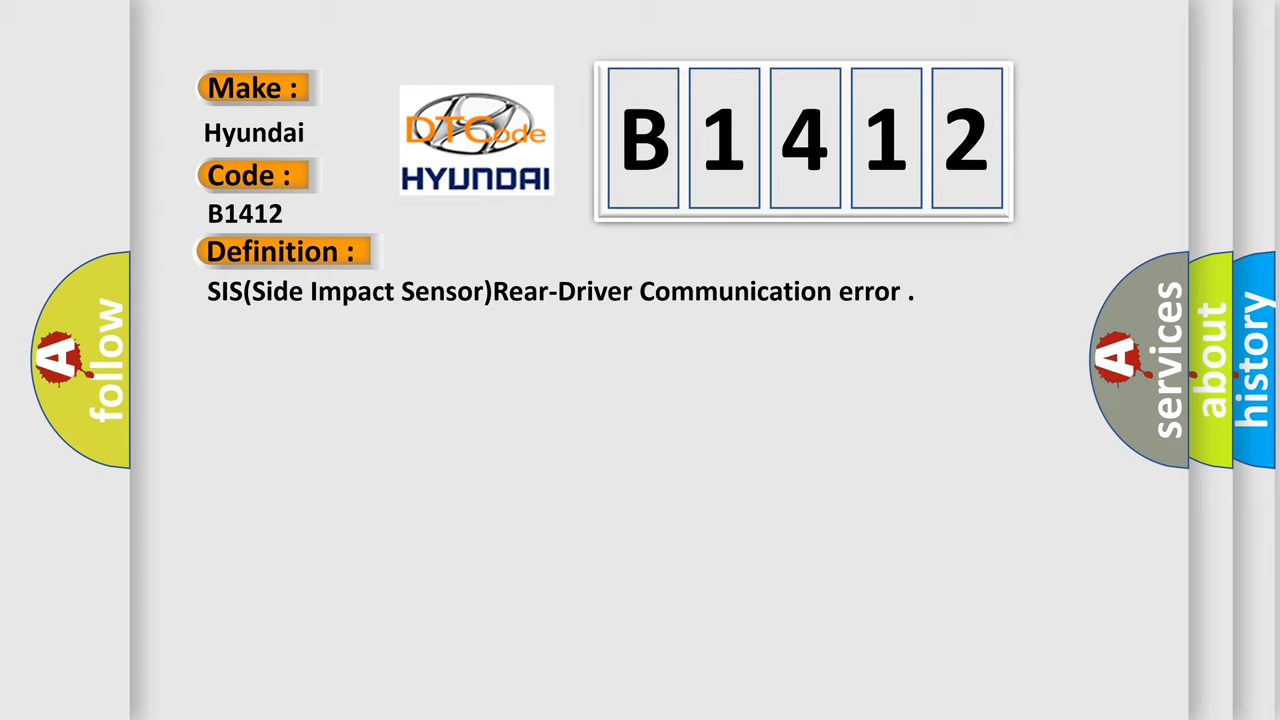 Make :
Hyundai
Code :
B1412
Definition :
SIS(Side Impact Sensor)Rear-Driver Communication error .
DTCode
HYUNDAI
B 1 4 1 2
A follow
A services
about
history